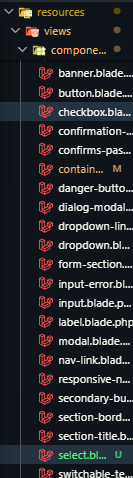 resources
views
compone...
banner.blade....
button.blade....
checkbox.bla...
confirmation-...
confirms-pas...
contain... M
danger-butto...
dialog-modal...
dropdown-lin...
dropdown.bl...
form-section....
input-error.bl...
input.blade.p...
label.blade.php
modal.blade....
nav-link.blad...
responsive-n...
secondary-bu...
section-bord...
section-title.b...
select.bl... U
switchable-te...